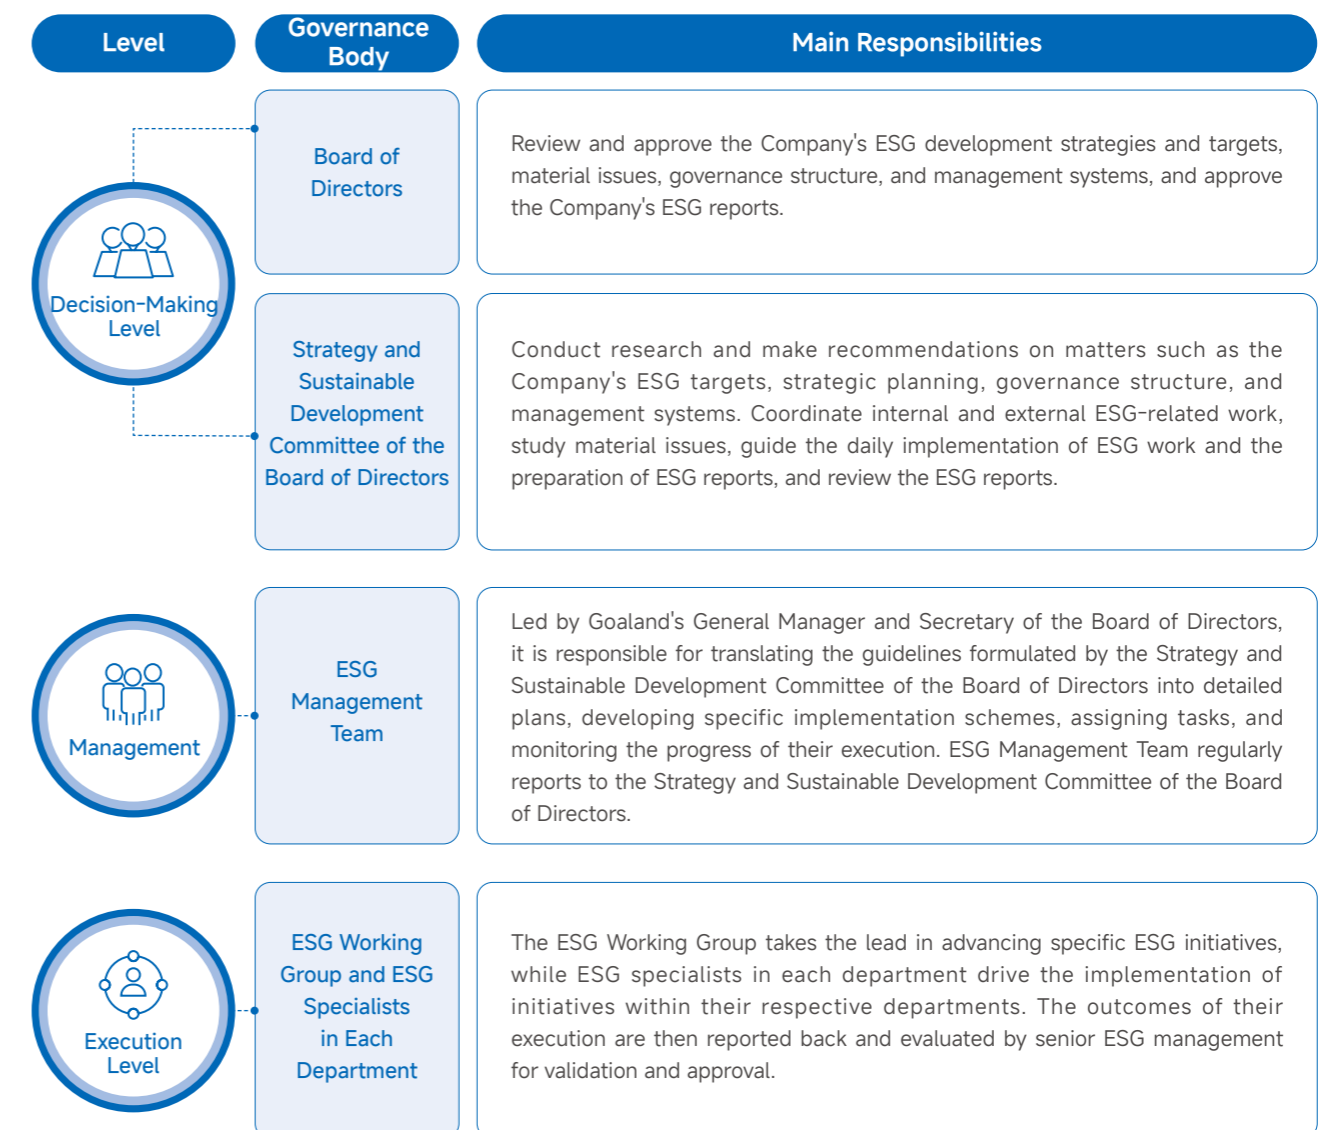 Level
Governance
Body
Main Responsibilities
Decision-Making
Level
Board of
Directors
Review and approve the Company's ESG development strategies and targets,
material issues, governance structure, and management systems, and approve
the Company's ESG reports.
Strategy and
Sustainable
Development
Committee of the
Board of Directors
Conduct research and make recommendations on matters such as the
Company's ESG targets, strategic planning, governance structure, and
management systems. Coordinate internal and external ESG-related work,
study material issues, guide the daily implementation of ESG work and the
preparation of ESG reports, and review the ESG reports.
Management
ESG
Management
Team
Led by Goaland's General Manager and Secretary of the Board of Directors,
it is responsible for translating the guidelines formulated by the Strategy and
Sustainable Development Committee of the Board of Directors into detailed
plans, developing specific implementation schemes, assigning tasks, and
monitoring the progress of their execution. ESG Management Team regularly
reports to the Strategy and Sustainable Development Committee of the Board
of Directors.
Execution
Level
ESG Working
Group and ESG
Specialists
in Each
Department
The ESG Working Group takes the lead in advancing specific ESG initiatives,
while ESG specialists in each department drive the implementation of
initiatives within their respective departments. The outcomes of their
execution are then reported back and evaluated by senior ESG management
for validation and approval.